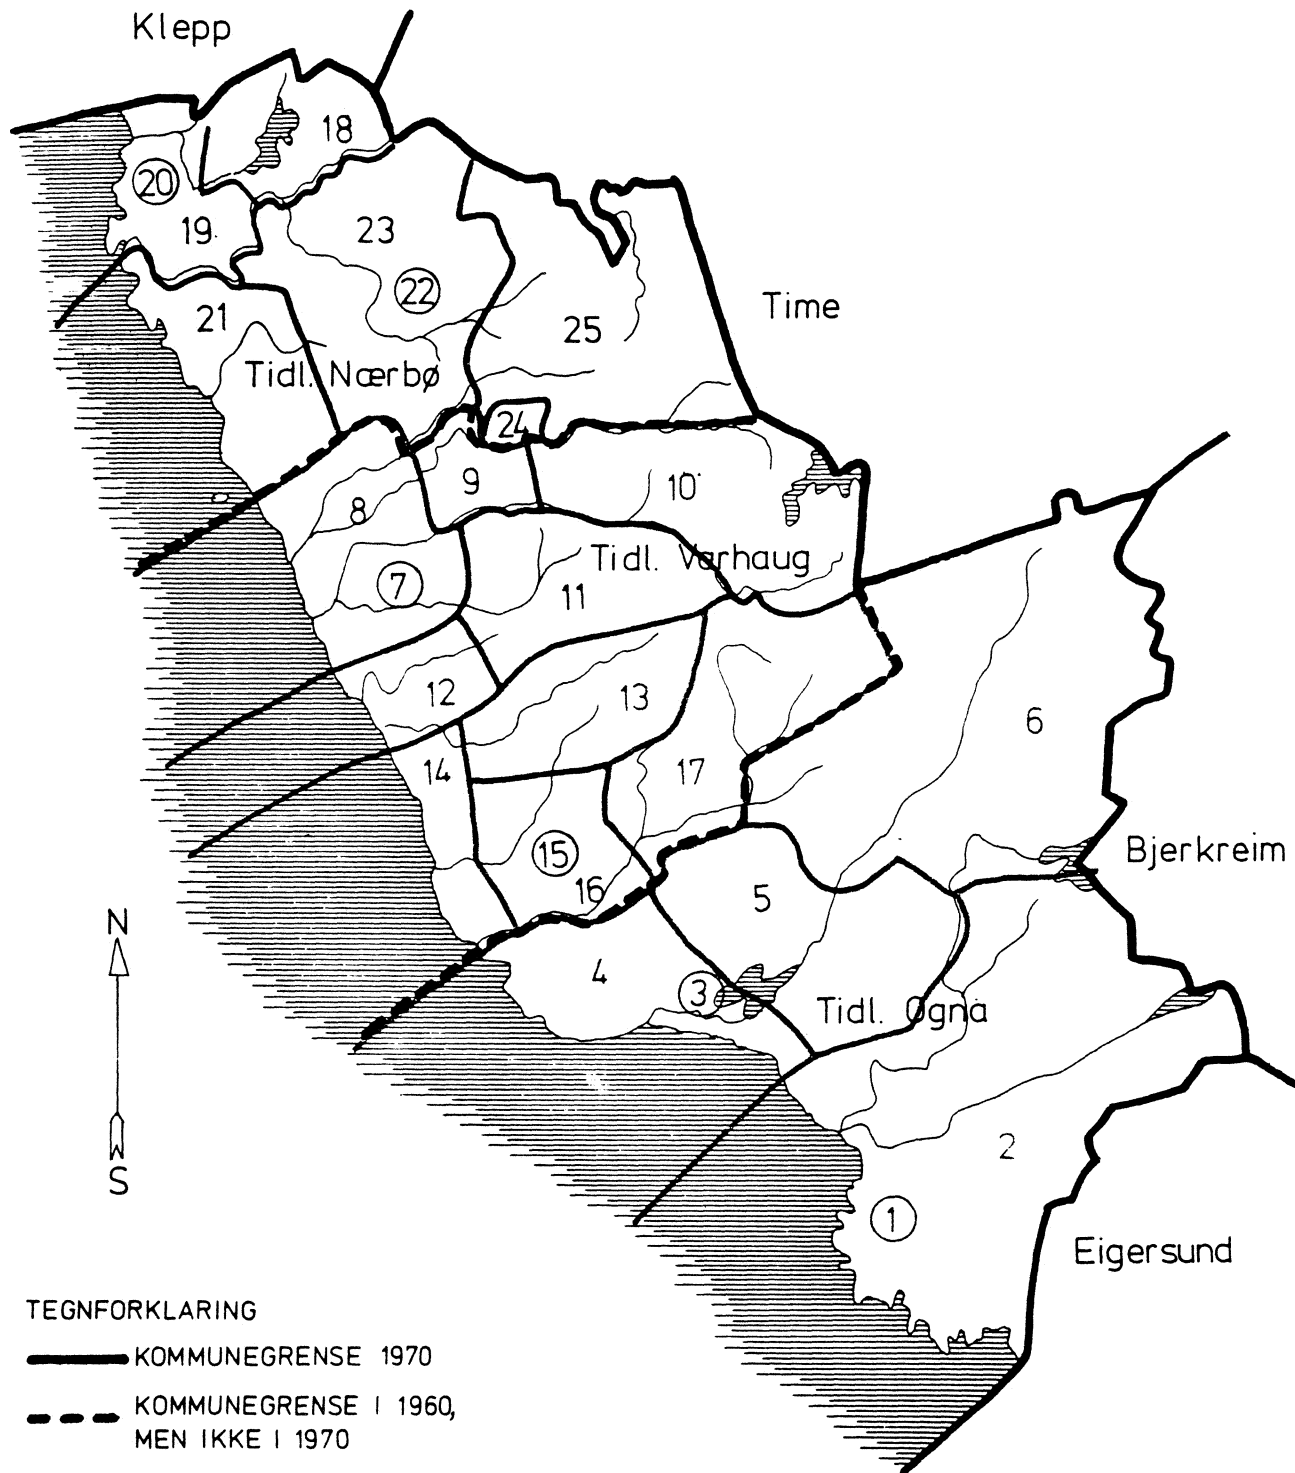 Klepp
18
20
19
23
22
21
25
Time
Tidl. Nærbø
24
9
10
8
Tidl. Varhaug
7
11
12
13
6
14
17
15
16
Bjerkreim
5
4
3
N
Tidl. Ogna
2
S
1
Eigersund
TEGNFORKLARING
KOMMUNEGRENSE 1970
KOMMUNEGRENSE I 1960,
MEN IKKE I 1970